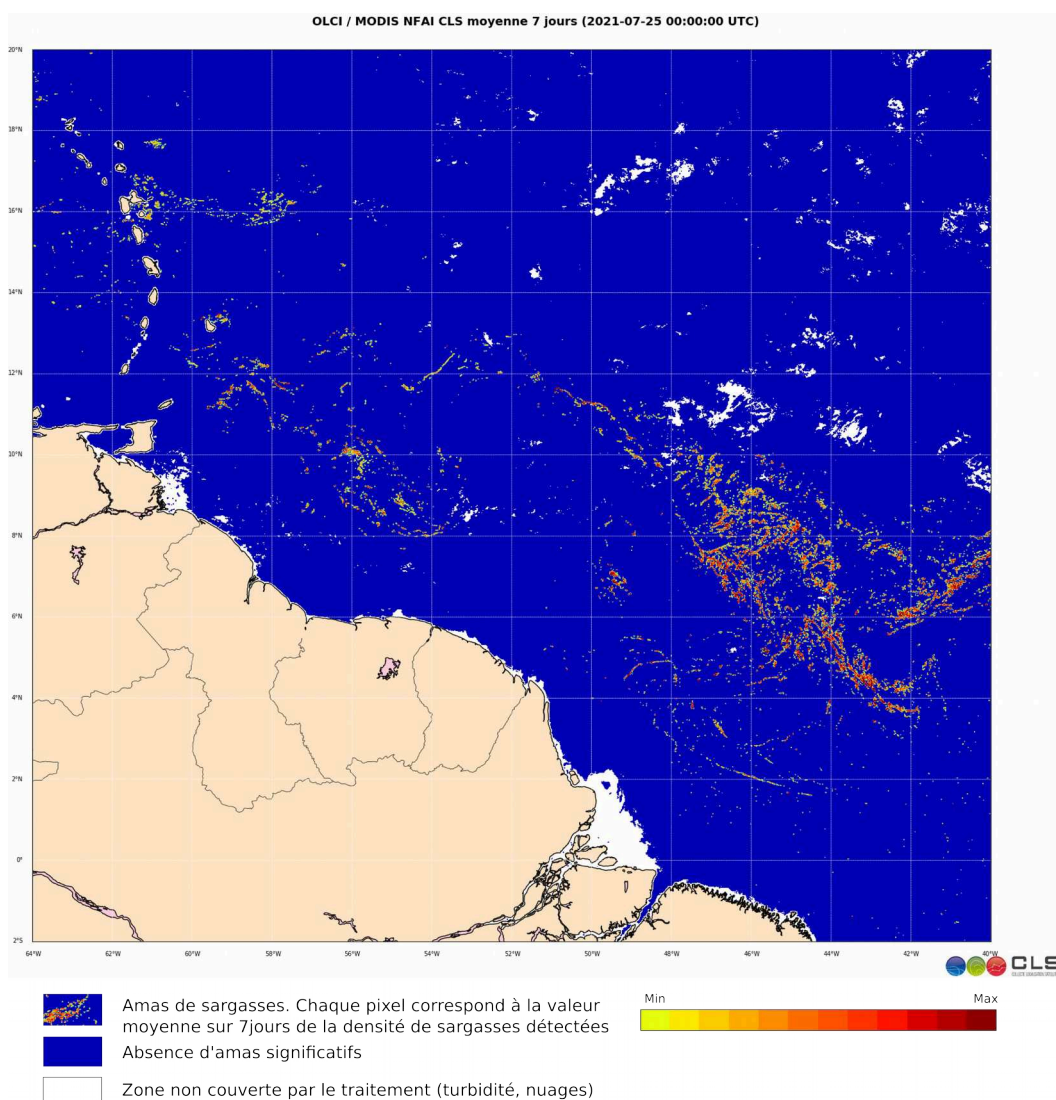 OLCI / MODIS NFAI CLS moyenne 7 jours (2021-07-25 00:00:00 UTC)
20°N
18°N
16°N
14°N
12°N
10°N
8°N
6°N
4°N
2°N
0°
2°S
64°W 62°W 60°W 58°W 56°W 54°W 52°W 50°W 48°W 46°W 44°W 42°W 40°W
CLS
Amas de sargasses. Chaque pixel correspond à la valeur
moyenne sur 7jours de la densité de sargasses détectées
Min Max
Absence d'amas significatifs
Zone non couverte par le traitement (turbidité, nuages)